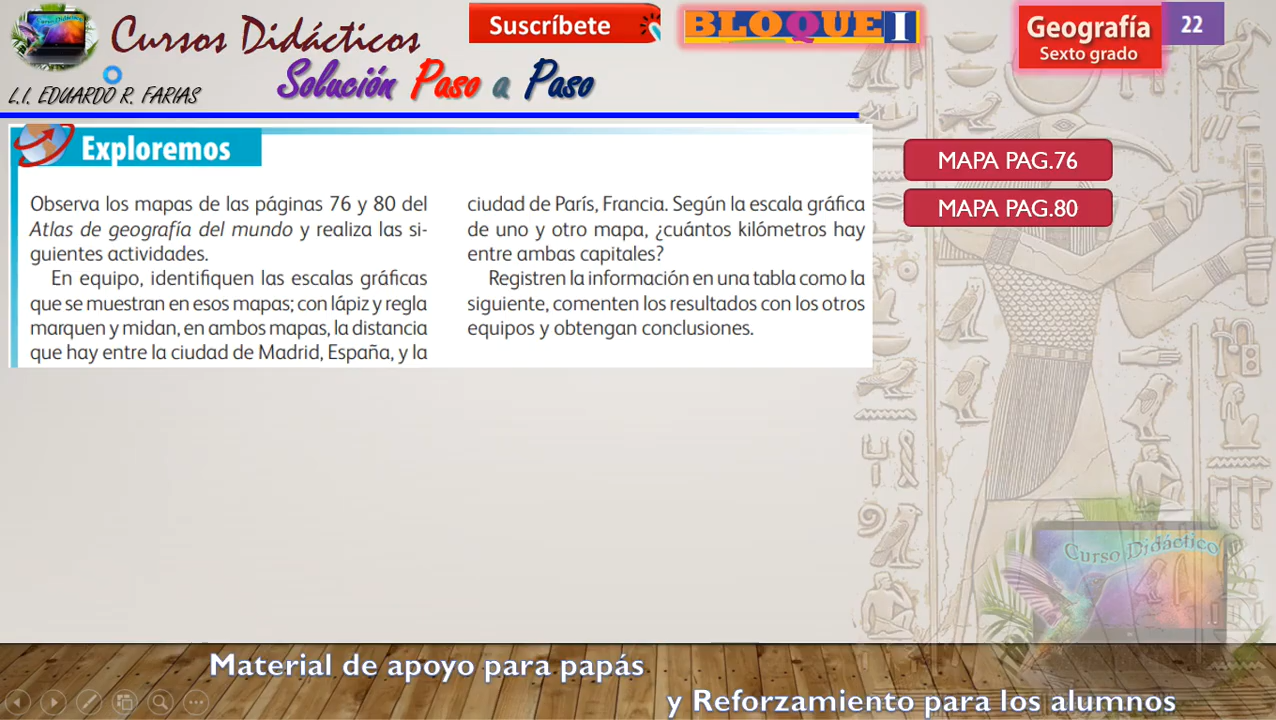 Cursos Didácticos
L.I. EDUARDO R. FARIAS
Solución Paso a Paso
Suscríbete
BLOQUE I
Geografía
Sexto grado
22
Exploremos
Observa los mapas de las páginas 76 y 80 del
Atlas de geografía del mundo y realiza las si-
guientes actividades.
En equipo, identifiquen las escalas gráficas
que se muestran en esos mapas; con lápiz y regla
marquen y midan, en ambos mapas, la distancia
que hay entre la ciudad de Madrid, España, y la
ciudad de París, Francia. Según la escala gráfica
de uno y otro mapa, ¿cuántos kilómetros hay
entre ambas capitales?
Registren la información en una tabla como la
siguiente, comenten los resultados con los otros
equipos y obtengan conclusiones.
MAPA PAG.76
MAPA PAG.80
Curso Didáctico
Material de apoyo para papás
y Reforzamiento para los alumnos